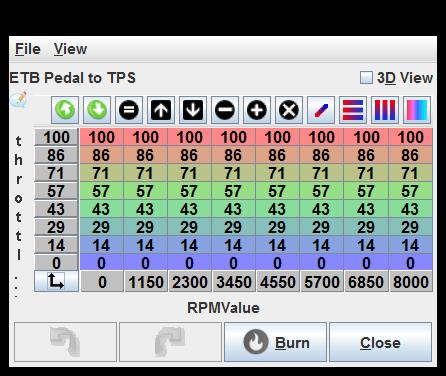 File View
ETB Pedal to TPS 3D View
throttl...
100 100 100 100 100 100 100 100 100
86 86 86 86 86 86 86 86 86
71 71 71 71 71 71 71 71 71
57 57 57 57 57 57 57 57 57
43 43 43 43 43 43 43 43 43
29 29 29 29 29 29 29 29 29
14 14 14 14 14 14 14 14 14
0 0 0 0 0 0 0 0 0
0 1150 2300 3450 4550 5700 6850 8000
RPMValue
Burn Close